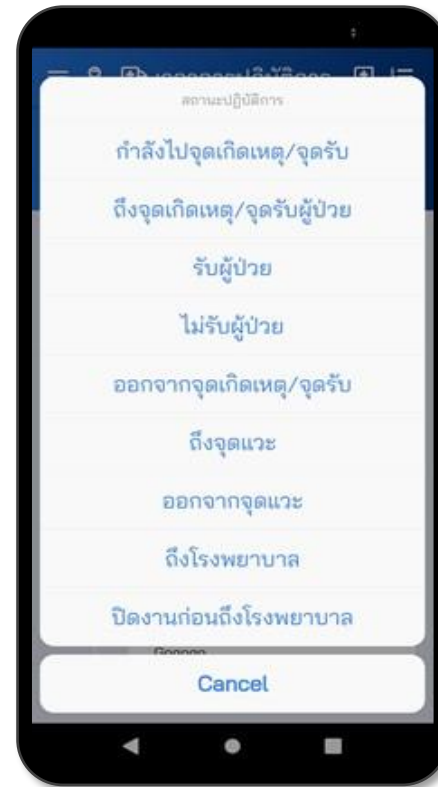 สถานะปฏิบัติการ
กำลังไปจุดเกิดเหตุ/จุดรับ
ถึงจุดเกิดเหตุ/จุดรับผู้ป่วย
รับผู้ป่วย
ไม่รับผู้ป่วย
ออกจากจุดเกิดเหตุ/จุดรับ
ถึงจุดแวะ
ออกจากจุดแวะ
ถึงโรงพยาบาล
ปิดงานก่อนถึงโรงพยาบาล
Cancel